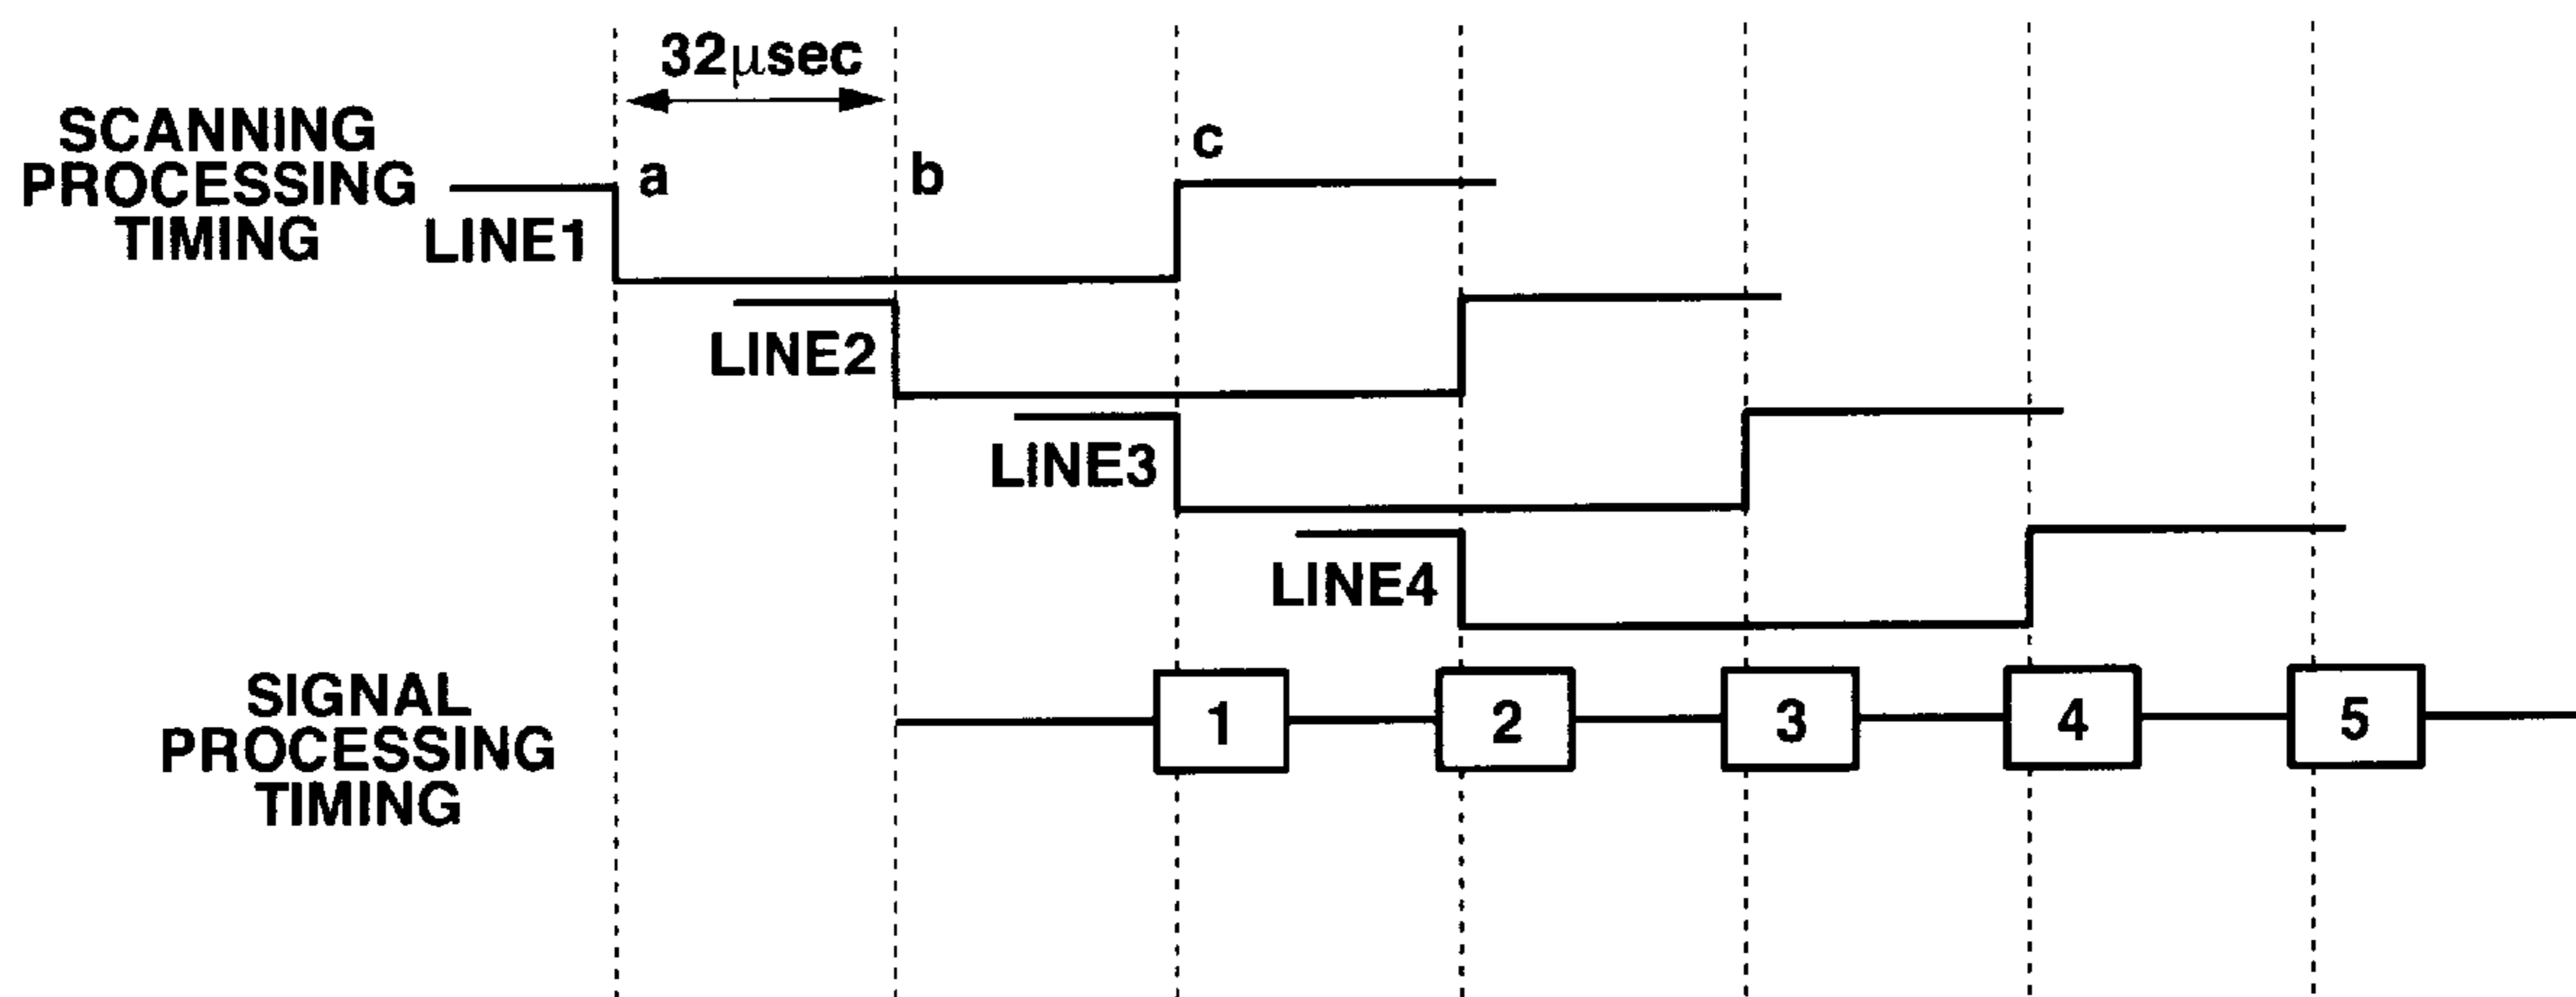 32μsec
SCANNING
PROCESSING
TIMING
a
b
c
LINE1
LINE2
LINE3
LINE4
SIGNAL
PROCESSING
TIMING
1
2
3
4
5